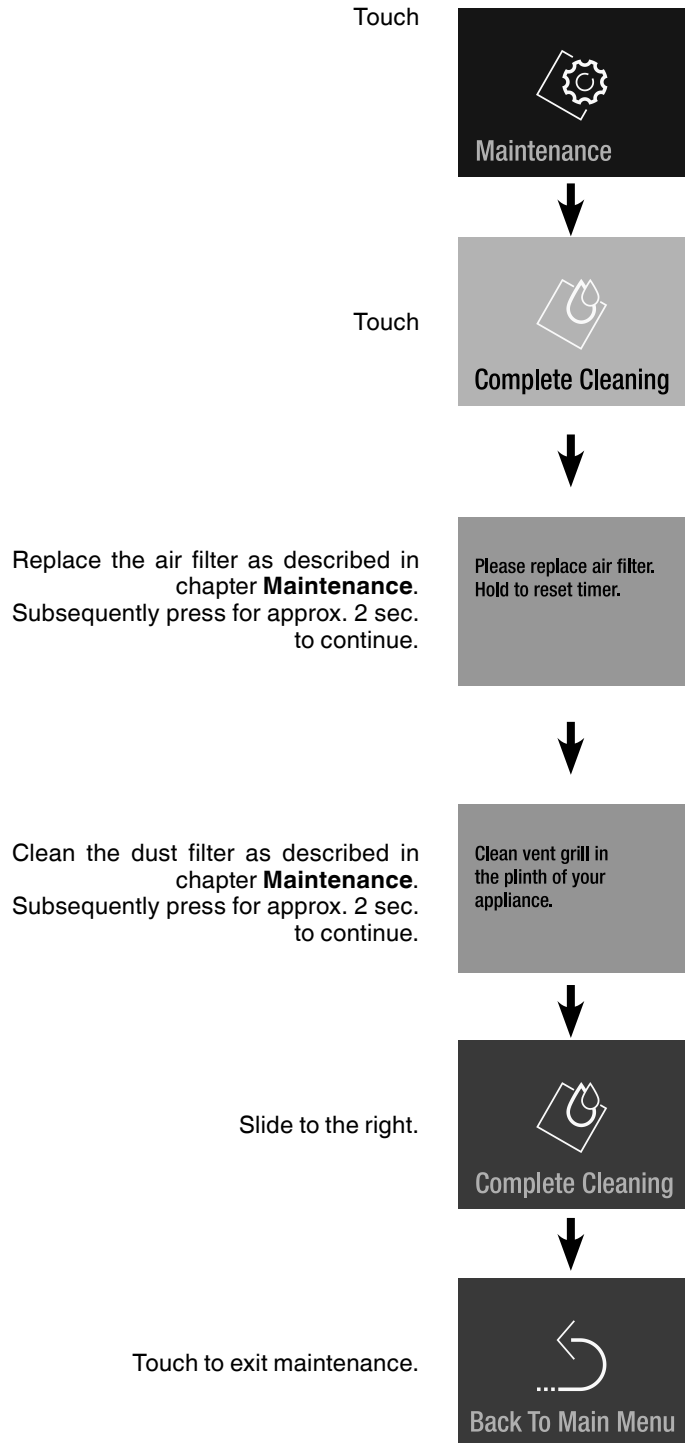 Touch
Maintenance
Touch
Complete Cleaning
Replace the air filter as described in
chapter Maintenance.
Subsequently press for approx. 2 sec.
to continue.
Please replace air filter.
Hold to reset timer.
Clean the dust filter as described in
chapter Maintenance.
Subsequently press for approx. 2 sec.
to continue.
Clean vent grill in
the plinth of your
appliance.
Slide to the right.
Complete Cleaning
Touch to exit maintenance.
Back To Main Menu